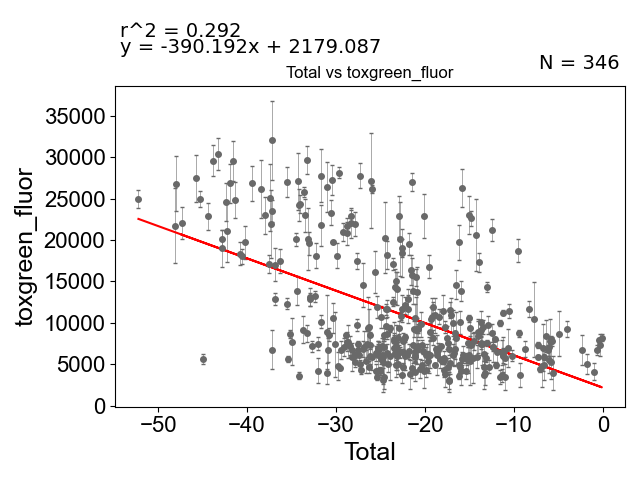 r^2 = 0.292
y = -390.192x + 2179.087
N = 346
Total vs toxgreen_fluor
toxgreen_fluor
35000
30000
25000
20000
15000
10000
5000
0
−50 −40 −30 −20 −10 0
Total